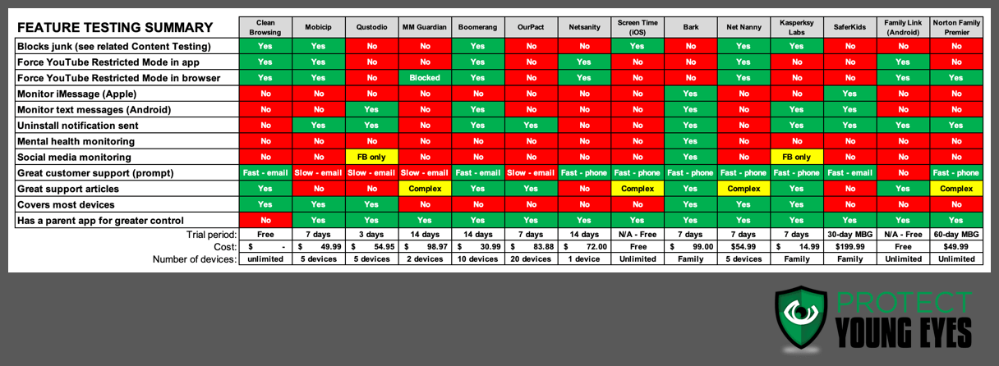 FEATURE TESTING SUMMARY Clean Browsing Mobicip Qustodio MM Guardian Boomerang OurPact Netsanity Screen Time (iOS) Bark Net Nanny Kasperksy Labs SaferKids Family Link (Android) Norton Family Premier
Blocks junk (see related Content Testing) Yes Yes No No Yes No No Yes No Yes Yes No No No
Force YouTube Restricted Mode in app Yes Yes No No Yes No Yes No No Yes No No Yes No
Force YouTube Restricted Mode in browser Yes Yes No Blocked Yes No Yes No No Yes No No Yes Yes
Monitor iMessage (Apple) No No No No No No No No Yes No No Yes No No
Monitor text messages (Android) No No Yes No Yes No No No Yes No Yes Yes No No
Uninstall notification sent No Yes Yes No Yes Yes No No Yes No Yes Yes Yes Yes
Mental health monitoring No No No No No No No No Yes No No No No No
Social media monitoring No No FB only No No No No No Yes No FB only No No No
Great customer support (prompt) Fast - email Slow - email Slow - email Slow - email Fast - email Slow - email Fast - phone Fast - phone Fast - phone Fast - phone Fast - phone Fast - email No Fast - phone
Great support articles Yes No No Complex Yes Yes No Complex Yes Complex Yes No Yes Complex
Covers most devices Yes Yes Yes No No No No No Yes Yes Yes No No No
Has a parent app for greater control No Yes Yes Yes Yes Yes Yes Yes Yes Yes Yes Yes Yes Yes
Trial period: Free 7 days 3 days 14 days 14 days 7 days 14 days N/A - Free 7 days 7 days 7 days 30-day MBG N/A - Free 60-day MBG
Cost: $ - $ 49.99 $ 54.95 $ 98.97 $ 30.99 $ 83.88 $ 72.00 Free $ 99.00 $54.99 $ 14.99 $199.99 Free $49.99
Number of devices: unlimited 5 devices 5 devices 2 devices 10 devices 20 devices 1 device Unlimited Family 5 devices Family Family Unlimited Unlimited
PROTECT
YOUNG EYES